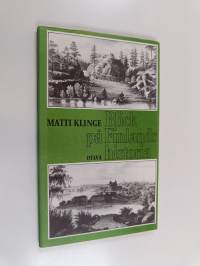 MATTI KLINGE Blick
på Finlands
OTAVA historia